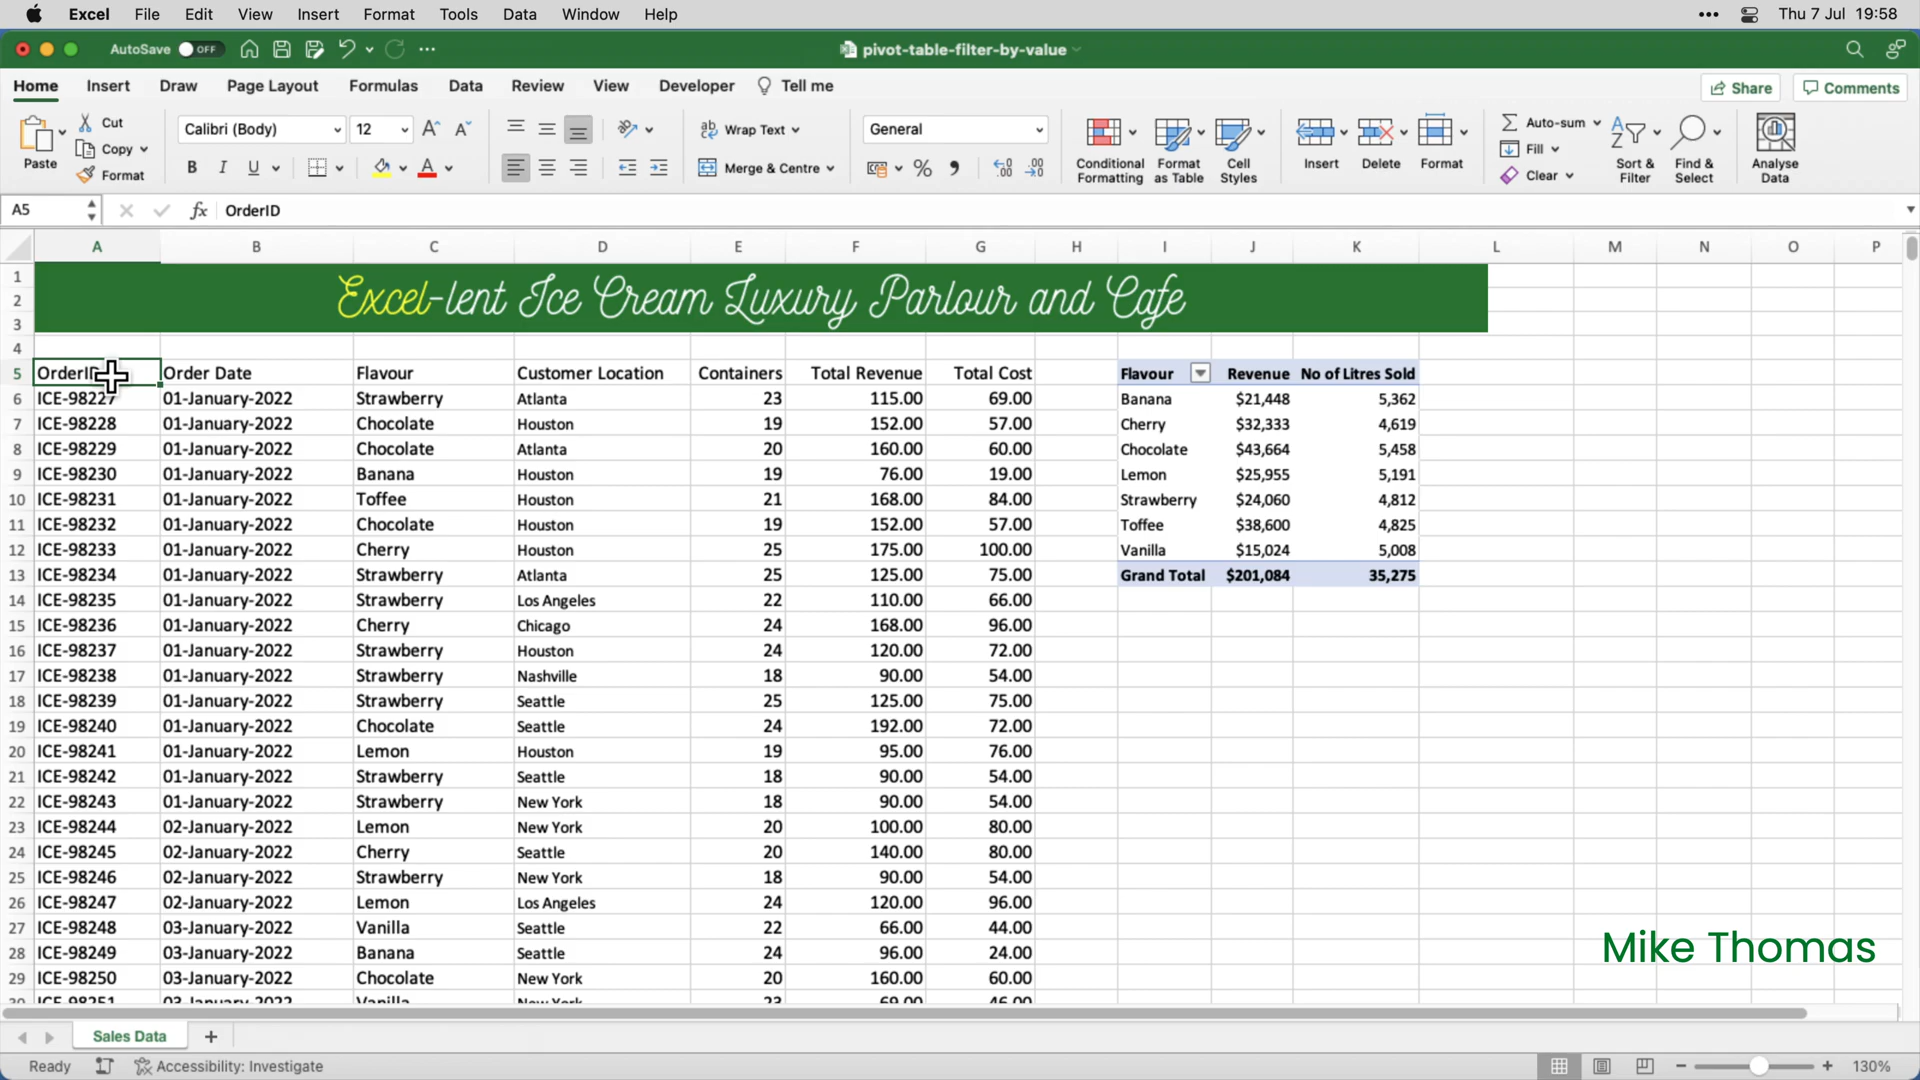 Excel File Edit View Insert Format Tools Data Window Help ••• Thu 7 Jul 19:58
AutoSave OFF ••• pivot-table-filter-by-value
Home Insert Draw Page Layout Formulas Data Review View Developer Tell me Share Comments
Paste Cut Copy Format
Calibri (Body) 12 A^ A
B I U A
ab c Wrap Text
Merge & Centre
General
% 9
Conditional Formatting
Format as Table
Cell Styles
Insert Delete Format
Auto-sum
Fill
Clear
Sort & Filter
Find & Select
Analyse Data
A5 fx OrderID
A B C D E F G H I J K L M N O P
1
2 Excel-lent Ice Cream Luxury Parlour and Cafe
3
4
5 OrderID Order Date Flavour Customer Location Containers Total Revenue Total Cost Flavour Revenue No of Litres Sold
6 ICE-98227 01-January-2022 Strawberry Atlanta 23 115.00 69.00 Banana $21,448 5,362
7 ICE-98228 01-January-2022 Chocolate Houston 19 152.00 57.00 Cherry $32,333 4,619
8 ICE-98229 01-January-2022 Chocolate Atlanta 20 160.00 60.00 Chocolate $43,664 5,458
9 ICE-98230 01-January-2022 Banana Houston 19 76.00 19.00 Lemon $25,955 5,191
10 ICE-98231 01-January-2022 Toffee Houston 21 168.00 84.00 Strawberry $24,060 4,812
11 ICE-98232 01-January-2022 Chocolate Houston 19 152.00 57.00 Toffee $38,600 4,825
12 ICE-98233 01-January-2022 Cherry Houston 25 175.00 100.00 Vanilla $15,024 5,008
13 ICE-98234 01-January-2022 Strawberry Atlanta 25 125.00 75.00 Grand Total $201,084 35,275
14 ICE-98235 01-January-2022 Strawberry Los Angeles 22 110.00 66.00
15 ICE-98236 01-January-2022 Cherry Chicago 24 168.00 96.00
16 ICE-98237 01-January-2022 Strawberry Houston 24 120.00 72.00
17 ICE-98238 01-January-2022 Strawberry Nashville 18 90.00 54.00
18 ICE-98239 01-January-2022 Strawberry Seattle 25 125.00 75.00
19 ICE-98240 01-January-2022 Chocolate Seattle 24 192.00 72.00
20 ICE-98241 01-January-2022 Lemon Houston 19 95.00 76.00
21 ICE-98242 01-January-2022 Strawberry Seattle 18 90.00 54.00
22 ICE-98243 01-January-2022 Strawberry New York 18 90.00 54.00
23 ICE-98244 02-January-2022 Lemon New York 20 100.00 80.00
24 ICE-98245 02-January-2022 Cherry Seattle 20 140.00 80.00
25 ICE-98246 02-January-2022 Strawberry New York 18 90.00 54.00
26 ICE-98247 02-January-2022 Lemon Los Angeles 24 120.00 96.00
27 ICE-98248 03-January-2022 Vanilla Seattle 22 66.00 44.00
28 ICE-98249 03-January-2022 Banana Seattle 24 96.00 24.00
29 ICE-98250 03-January-2022 Chocolate New York 20 160.00 60.00
30 ICE-98251 03-January-2022 Vanilla New York 23 69.00 46.00
Mike Thomas
Sales Data +
Ready Accessibility: Investigate − + 130%